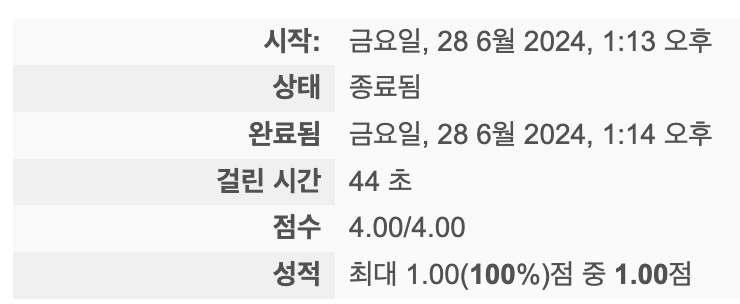 시작: 금요일, 28 6월 2024, 1:13 오후
상태 종료됨
완료됨 금요일, 28 6월 2024, 1:14 오후
걸린 시간 44 초
점수 4.00/4.00
성적 최대 1.00(100%)점 중 1.00점